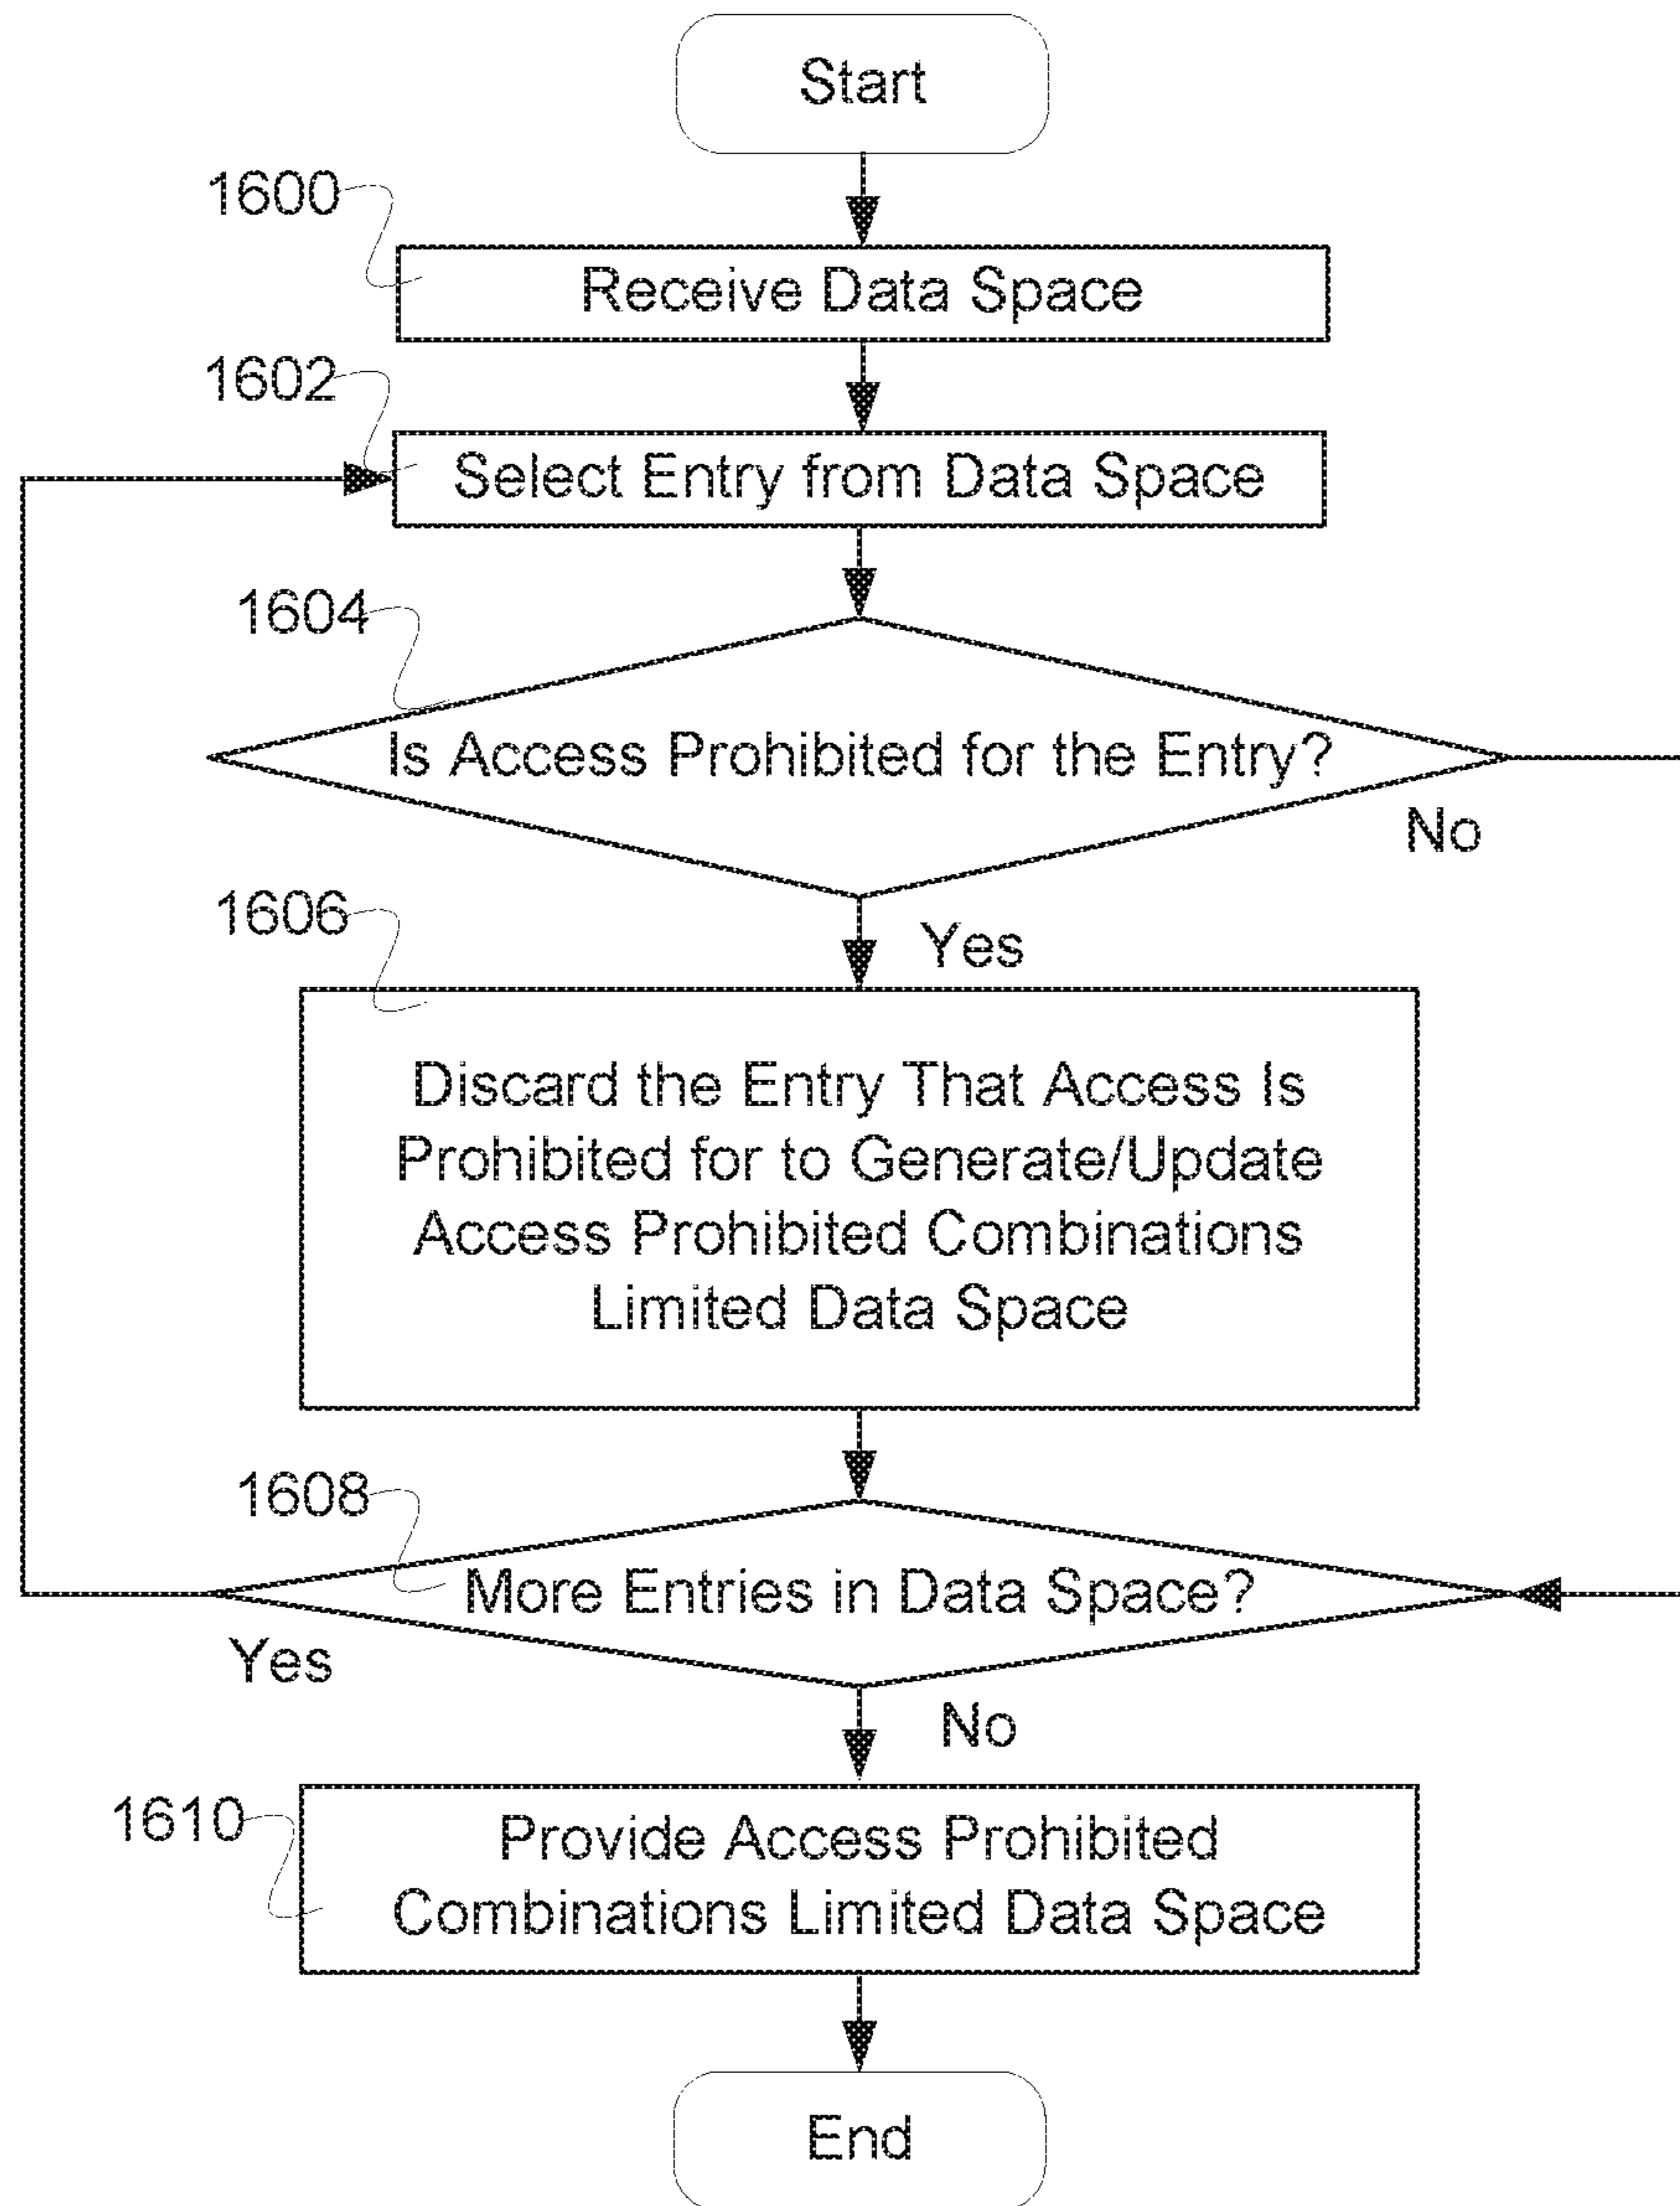 Start
1600
Receive Data Space
1602
Select Entry from Data Space
1604
Is Access Prohibited for the Entry?
No
1606
Yes
Discard the Entry That Access Is
Prohibited for to Generate/Update
Access Prohibited Combinations
Limited Data Space
1608
More Entries in Data Space?
Yes
No
1610
Provide Access Prohibited
Combinations Limited Data Space
End